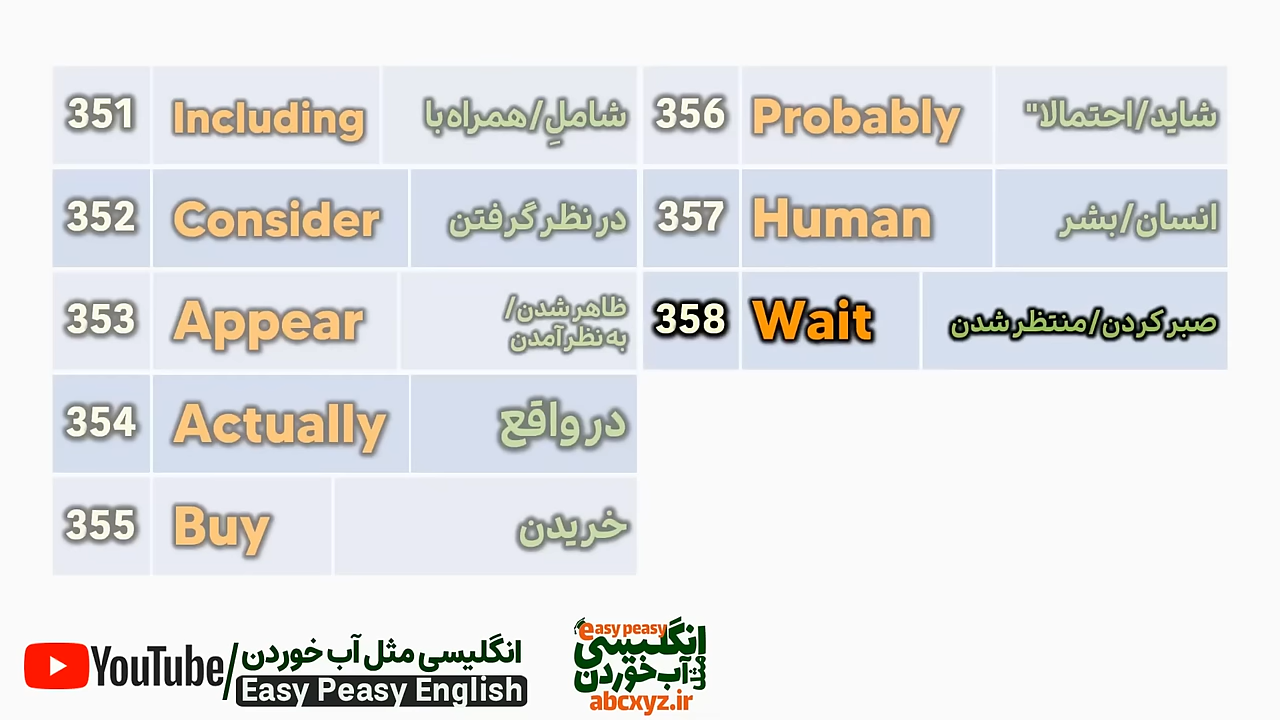 351 Including شاملِ/همراه با
352 Consider در نظر گرفتن
353 Appear ظاهر شدن/
به نظر آمدن
354 Actually در واقع
355 Buy خریدن
356 Probably شاید/احتمالا"
357 Human انسان/بشر
358 Wait صبر کردن/منتظر شدن
YouTube/انگلیسی مثل آب خوردن
Easy Peasy English
easy peasy
انگلیسی
مثل آب خوردن
abcxyz.ir